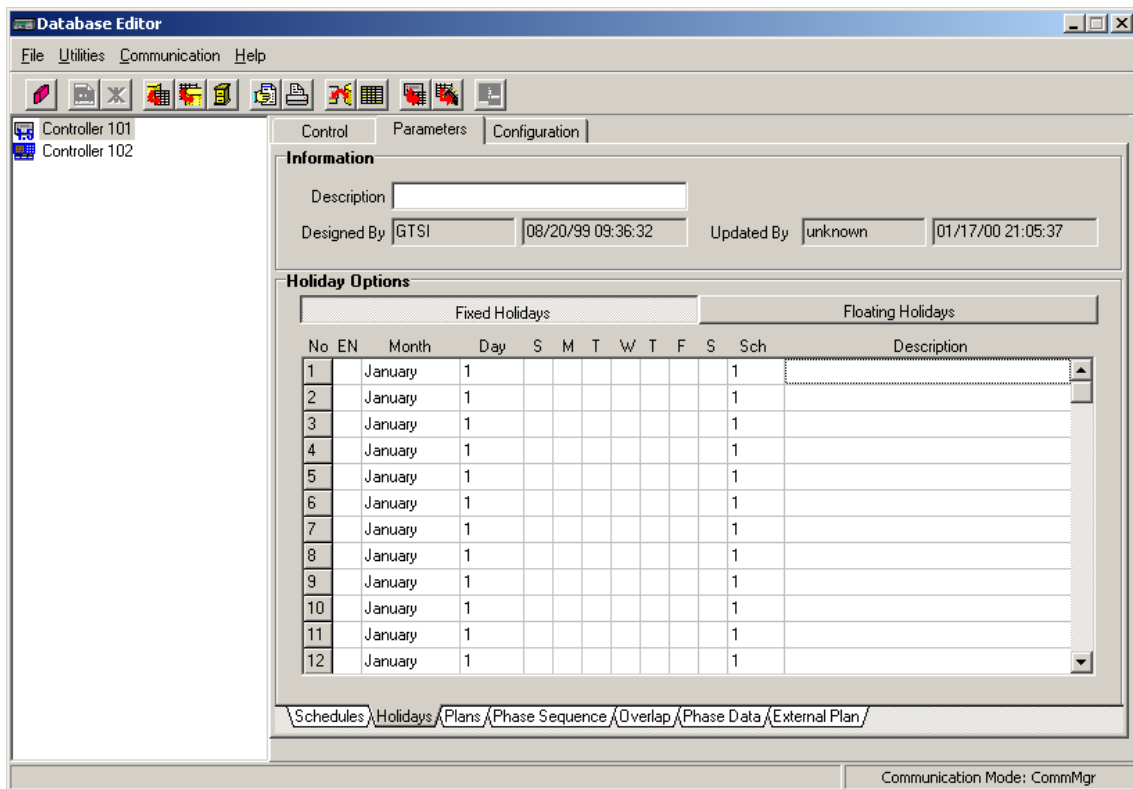 Database Editor
File Utilities Communication Help
Controller 101
Controller 102
Control Parameters Configuration
Information
Description
Designed By GTSI 08/20/99 09:36:32 Updated By unknown 01/17/00 21:05:37
Holiday Options
Fixed Holidays Floating Holidays
No EN Month Day S M T W T F S Sch Description
1 January 1 1
2 January 1 1
3 January 1 1
4 January 1 1
5 January 1 1
6 January 1 1
7 January 1 1
8 January 1 1
9 January 1 1
10 January 1 1
11 January 1 1
12 January 1 1
Schedules Holidays Plans Phase Sequence Overlap Phase Data External Plan
Communication Mode: CommMgr